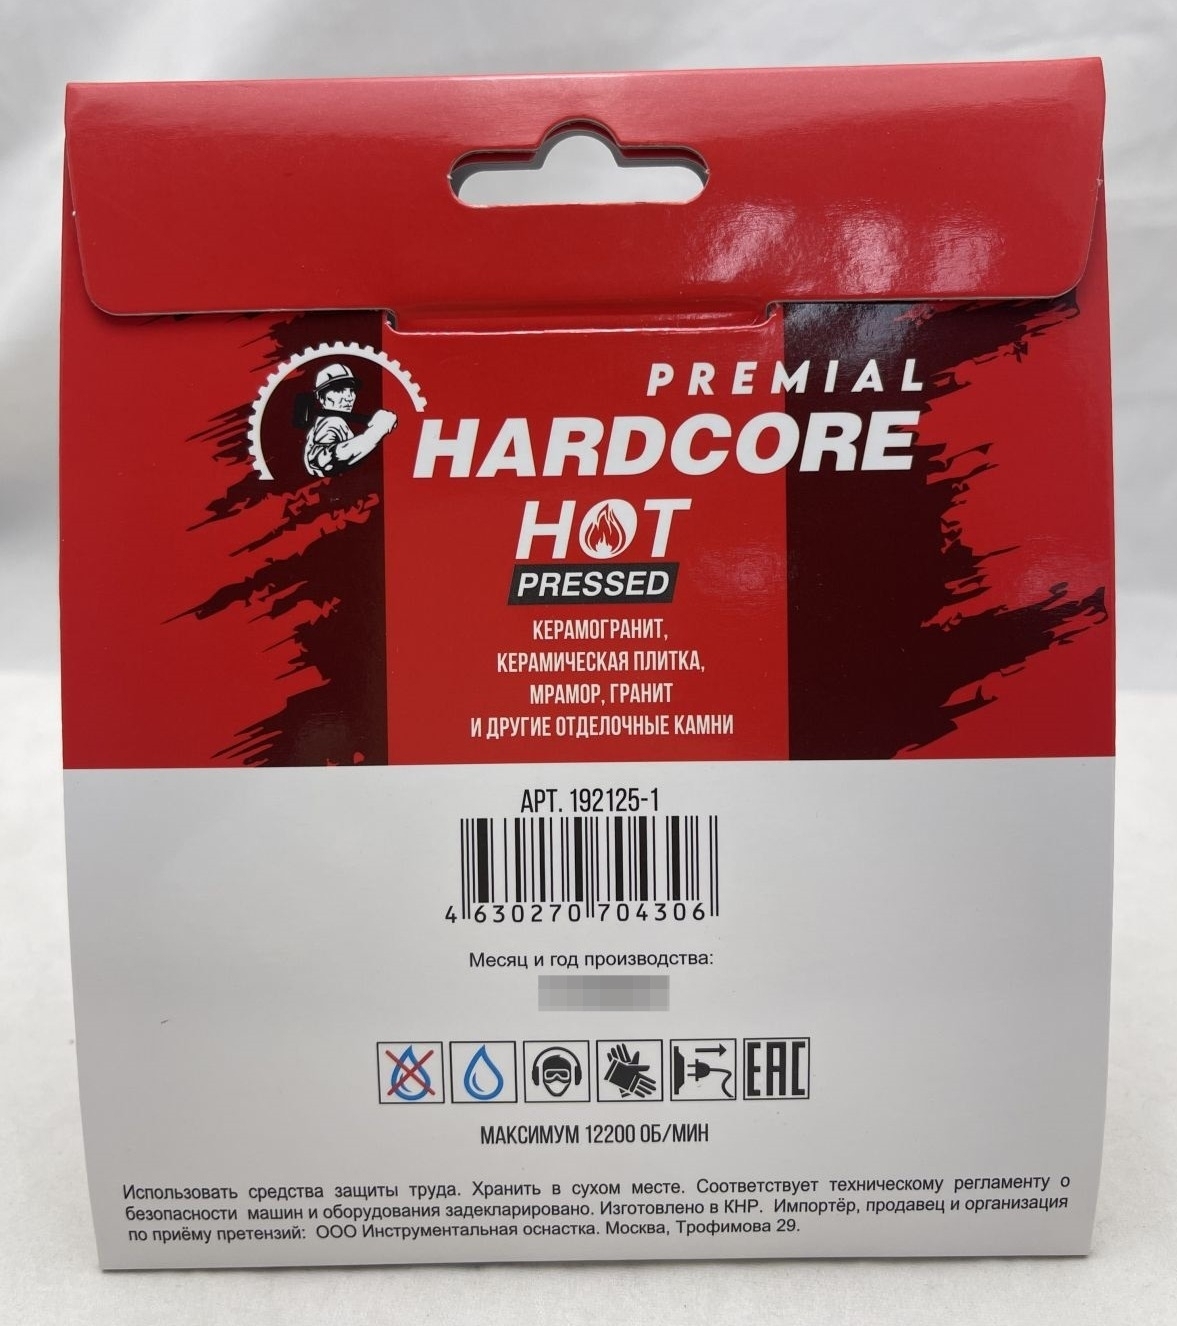 PREMIAL
HARDCORE
HOT
PRESSED
КЕРАМОГРАНИТ,
КЕРАМИЧЕСКАЯ ПЛИТКА,
МРАМОР, ГРАНИТ
И ДРУГИЕ ОТДЕЛОЧНЫЕ КАМНИ
АРТ. 192125-1
4 630270 704306
Месяц и год производства:
EAC
МАКСИМУМ 12200 ОБ/МИН
Использовать средства защиты труда. Хранить в сухом месте. Соответствует техническому регламенту о
безопасности машин и оборудования задекларировано. Изготовлено в КНР. Импортёр, продавец и организация
по приёму претензий: ООО Инструментальная оснастка. Москва, Трофимова 29.